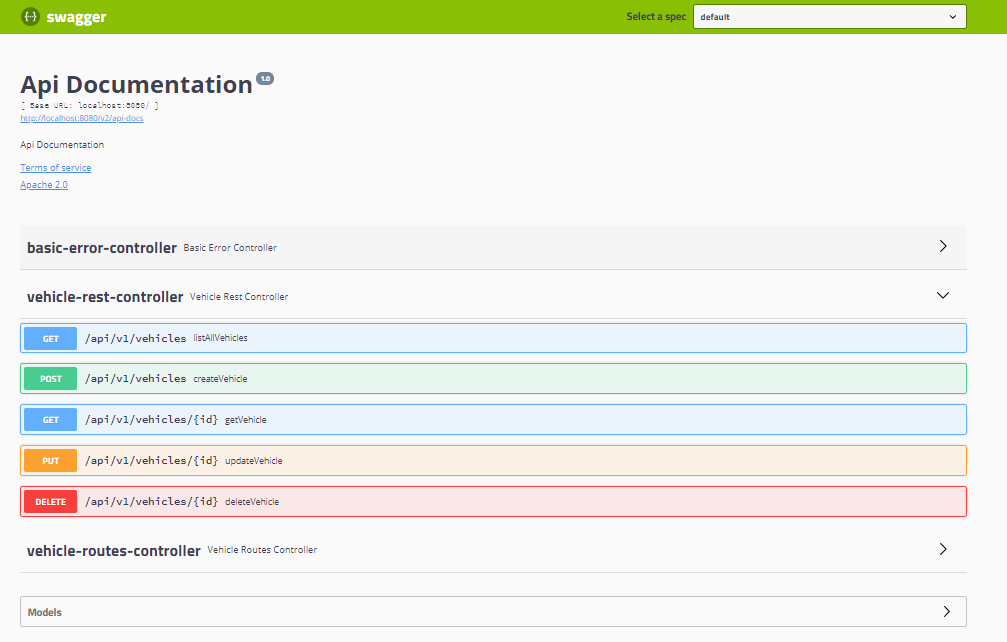 {···} swagger Select a spec default
Api Documentation 1.0
[ Base URL: localhost:8080/ ]
http://localhost:8080/v2/api-docs
Api Documentation
Terms of service
Apache 2.0
basic-error-controller Basic Error Controller
vehicle-rest-controller Vehicle Rest Controller
GET /api/v1/vehicles listAllVehicles
POST /api/v1/vehicles createVehicle
GET /api/v1/vehicles/{id} getVehicle
PUT /api/v1/vehicles/{id} updateVehicle
DELETE /api/v1/vehicles/{id} deleteVehicle
vehicle-routes-controller Vehicle Routes Controller
Models